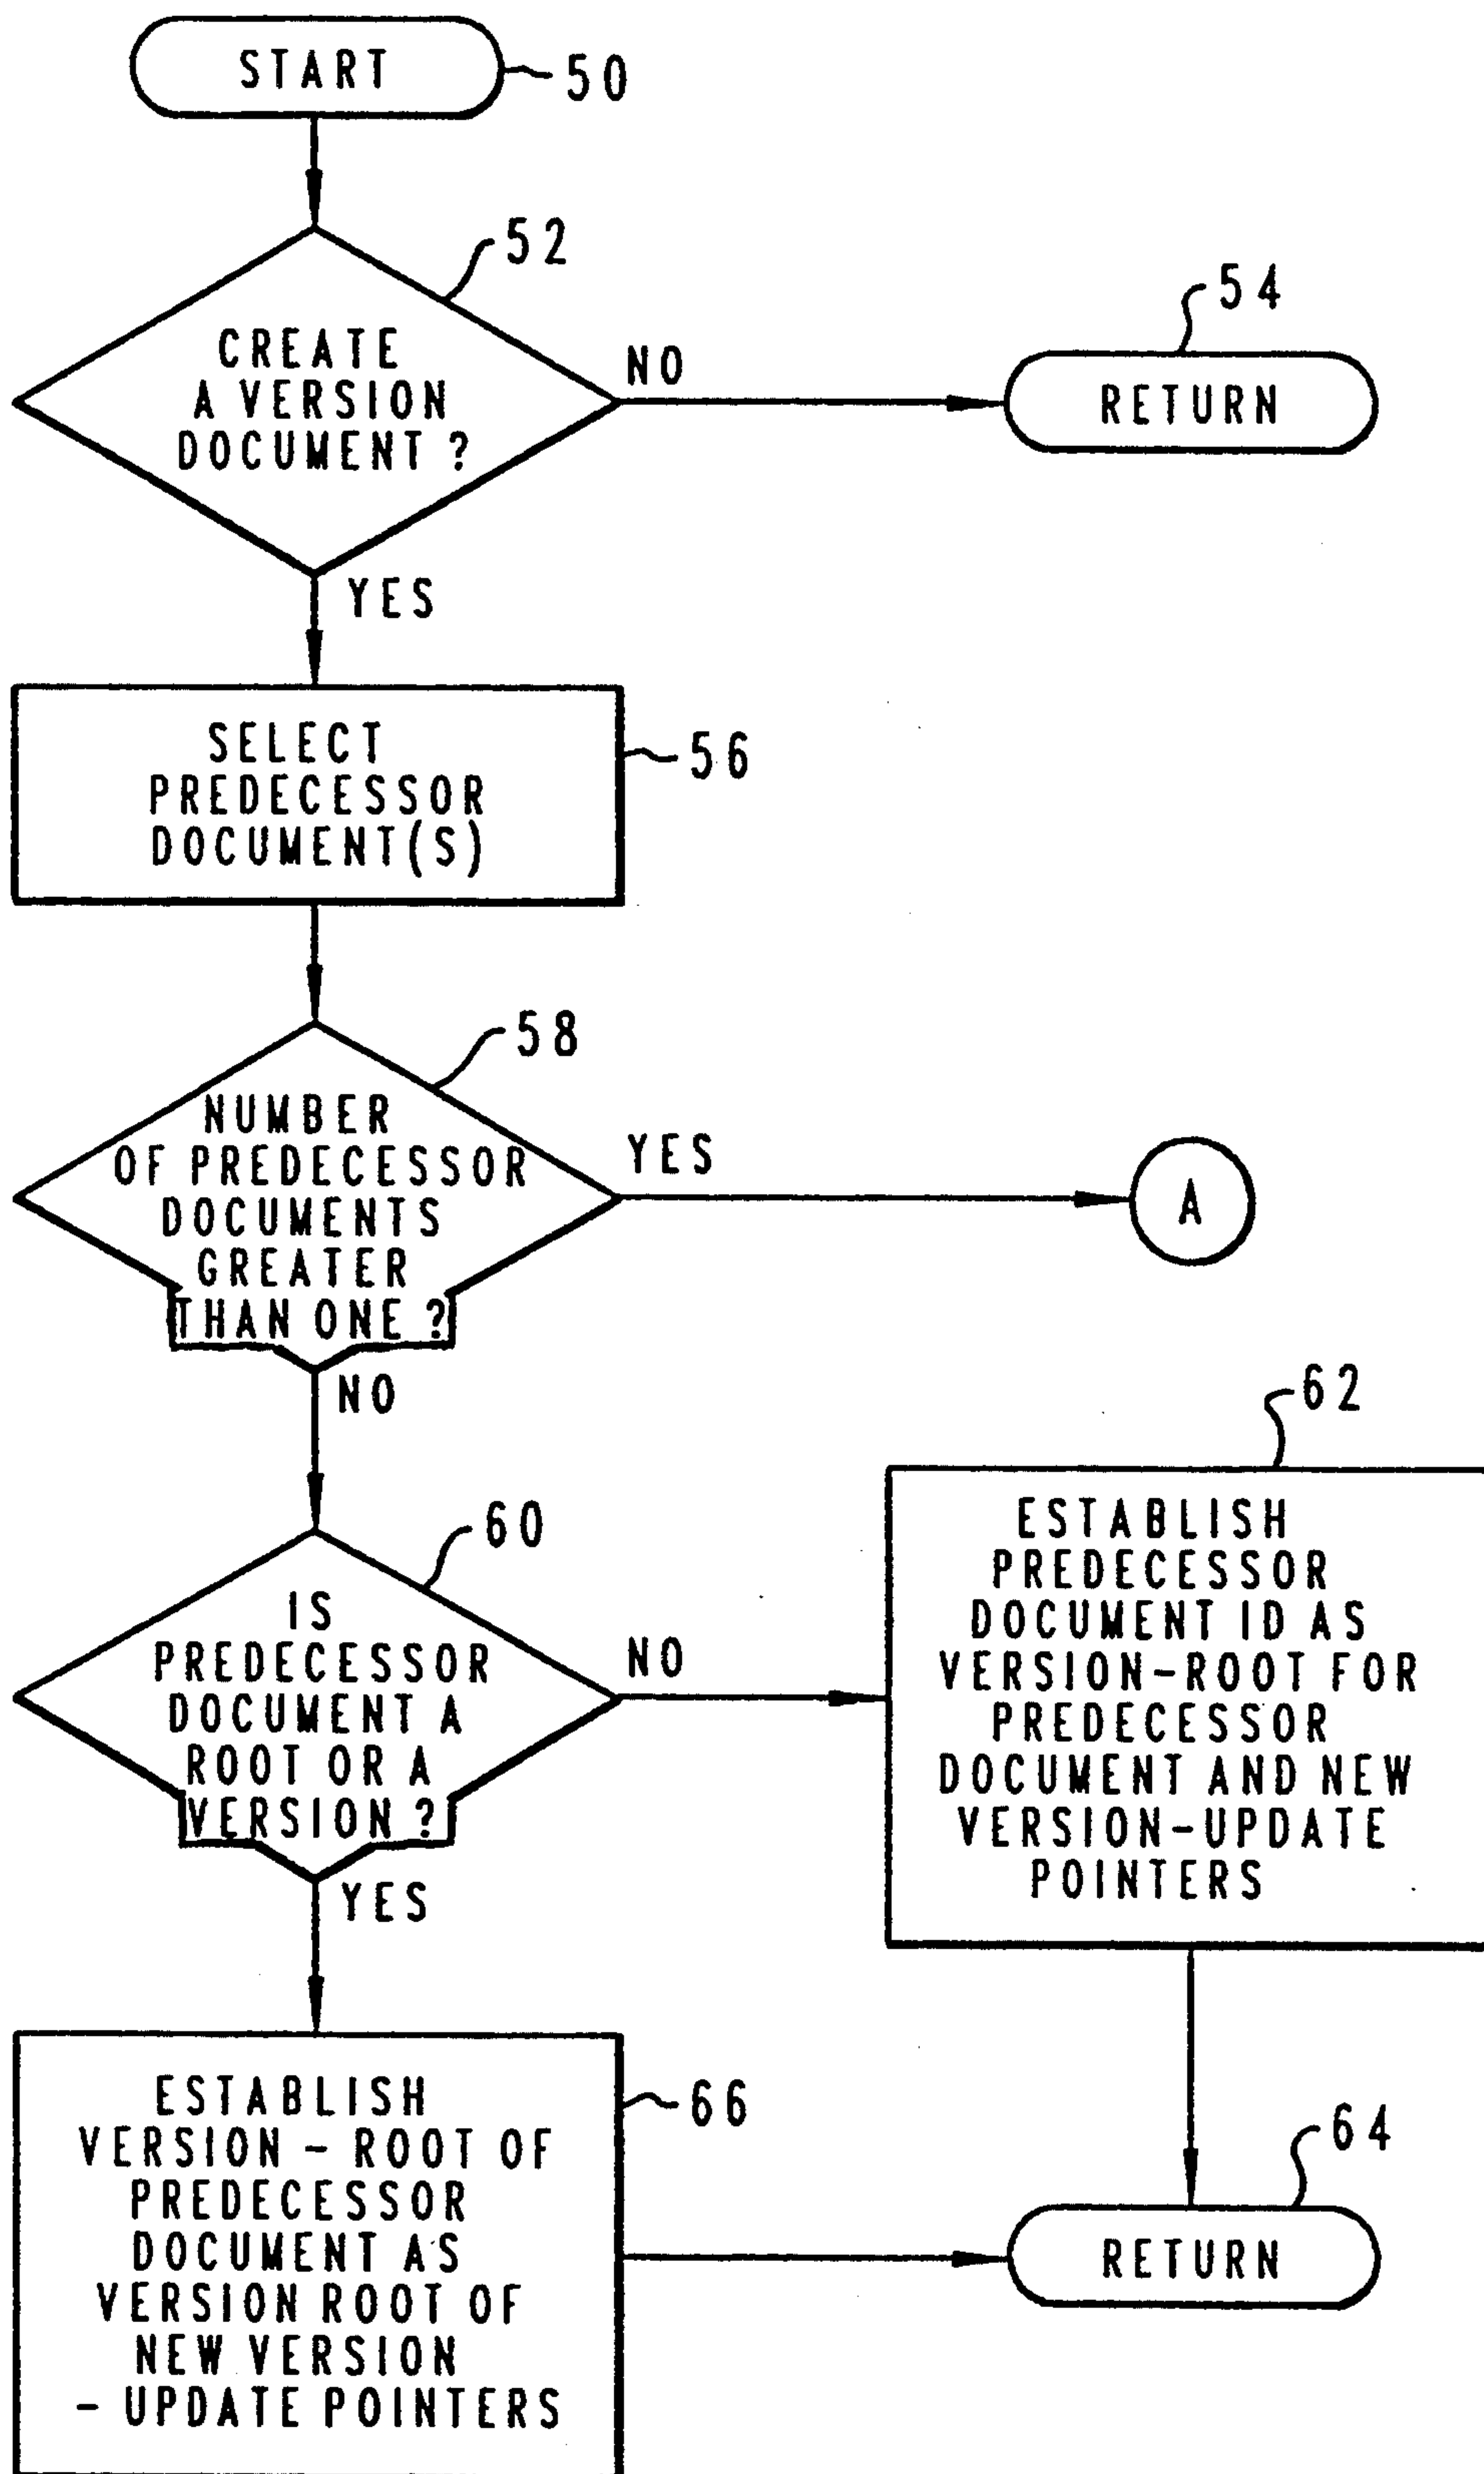 START
50
52
CREATE
A VERSION
DOCUMENT ?
NO
54
RETURN
YES
SELECT
PREDECESSOR
DOCUMENT(S)
56
58
NUMBER
OF PREDECESSOR
DOCUMENTS
GREATER
THAN ONE ?
YES
A
NO
60
IS
PREDECESSOR
DOCUMENT A
ROOT OR A
VERSION ?
NO
62
ESTABLISH
PREDECESSOR
DOCUMENT ID AS
VERSION-ROOT FOR
PREDECESSOR
DOCUMENT AND NEW
VERSION-UPDATE
POINTERS
YES
ESTABLISH
VERSION - ROOT OF
PREDECESSOR
DOCUMENT AS
VERSION ROOT OF
NEW VERSION
- UPDATE POINTERS
66
64
RETURN